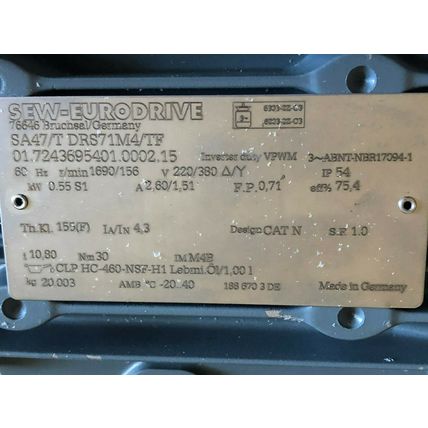 SEW-EURODRIVE
76646 Bruchsal/Germany
SA47/T DRS71M4/TF
01.7243695401.0002.15 Inverter duty VPWM 3~ABNT-NBR17094-1
60 Hz r/min 1690/156 V 220/380 Δ/Y IP 54
kW 0.55 S1 A 2,60/1,51 F.P. 0,71 eff% 75,4
Th.Kl. 155(F) IA/IN 4,3 Design CAT N S.F. 1.0
i 10,80 Nm 30 IM M4B
CLP HC-460-NSF-H1 Lebmi.Öl/1,00 l
kg 20.003 AMB °C -20..40 188 670 3 DE Made in Germany